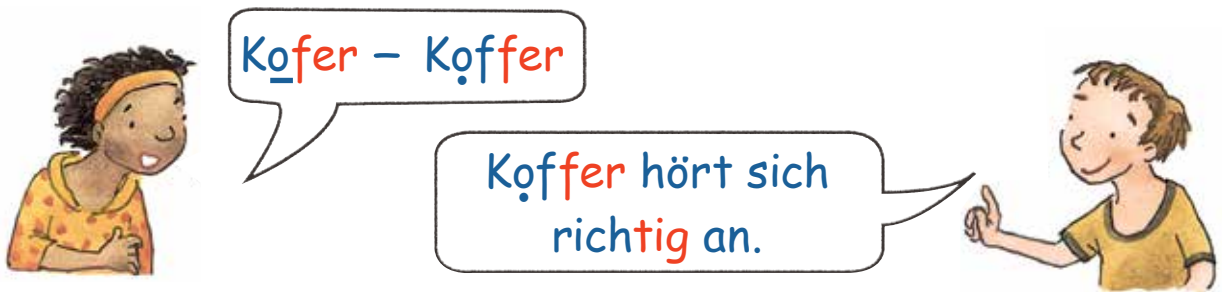 Kofer – Koffer
Koffer hört sich
richtig an.